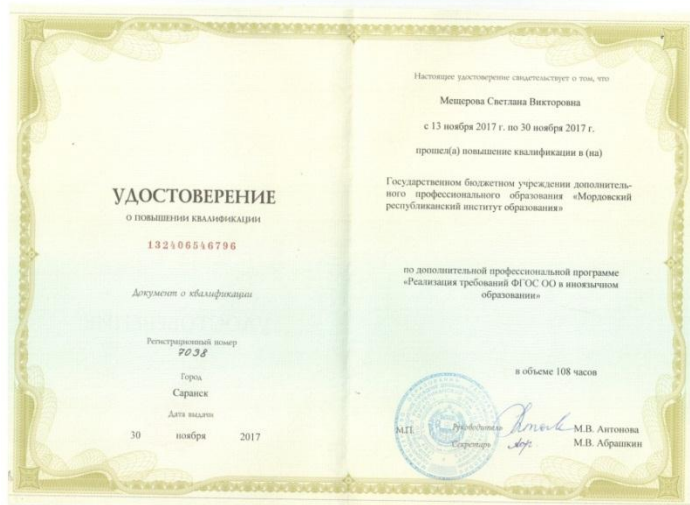 УДОСТОВЕРЕНИЕ
О ПОВЫШЕНИИ КВАЛИФИКАЦИИ
132406546796
Документ о квалификации
Регистрационный номер
7098
Город
Саранск
Дата выдачи
30 ноября 2017
Настоящее удостоверение свидетельствует о том, что
Мещерова Светлана Викторовна
с 13 ноября 2017 г. по 30 ноября 2017 г.
прошел(а) повышение квалификации в (на)
Государственном бюджетном учреждении дополнитель-
ного профессионального образования «Мордовский
республиканский институт образования»
по дополнительной профессиональной программе
«Реализация требований ФГОС ОО в иноязычном
образовании»
в объеме 108 часов
М.П.
Руководитель М.В. Антонова
Секретарь М.В. Абрашкин